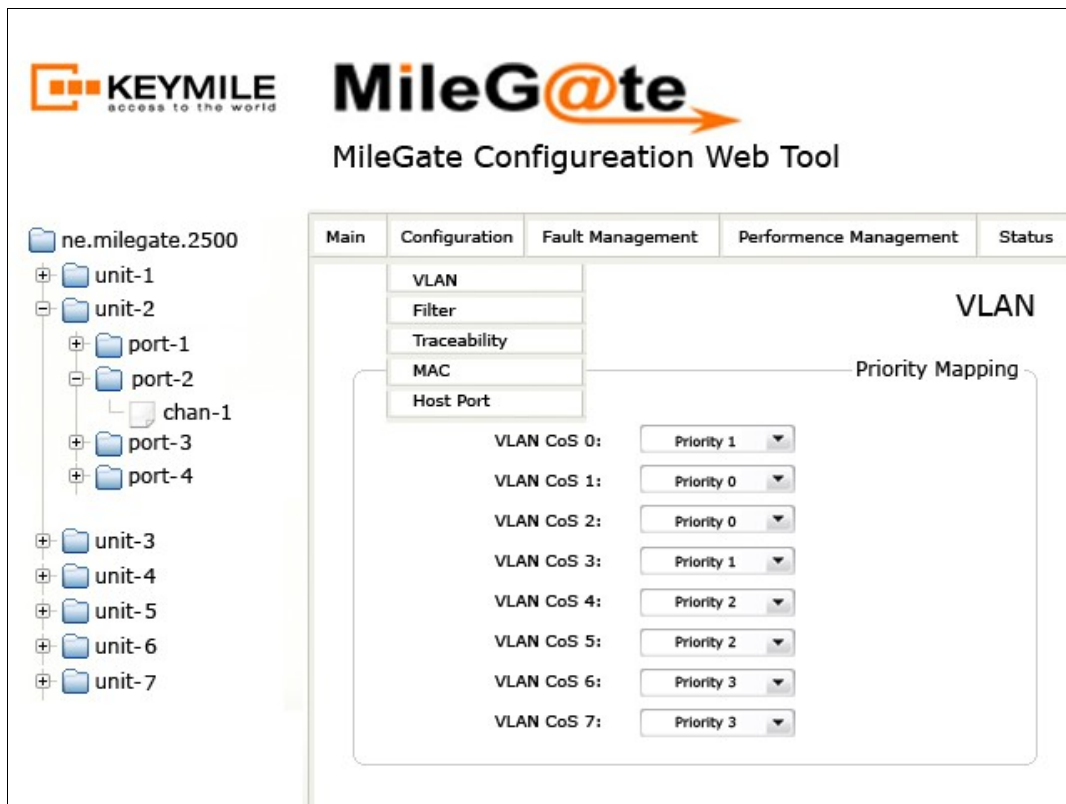 KEYMILE
access to the world
MileG@te
MileGate Configureation Web Tool
ne.milegate.2500
unit-1
unit-2
port-1
port-2
chan-1
port-3
port-4
unit-3
unit-4
unit-5
unit-6
unit-7
Main Configuration Fault Management Performence Management Status
VLAN
Filter
Traceability
MAC
Host Port
VLAN
Priority Mapping
VLAN CoS 0: Priority 1
VLAN CoS 1: Priority 0
VLAN CoS 2: Priority 0
VLAN CoS 3: Priority 1
VLAN CoS 4: Priority 2
VLAN CoS 5: Priority 2
VLAN CoS 6: Priority 3
VLAN CoS 7: Priority 3